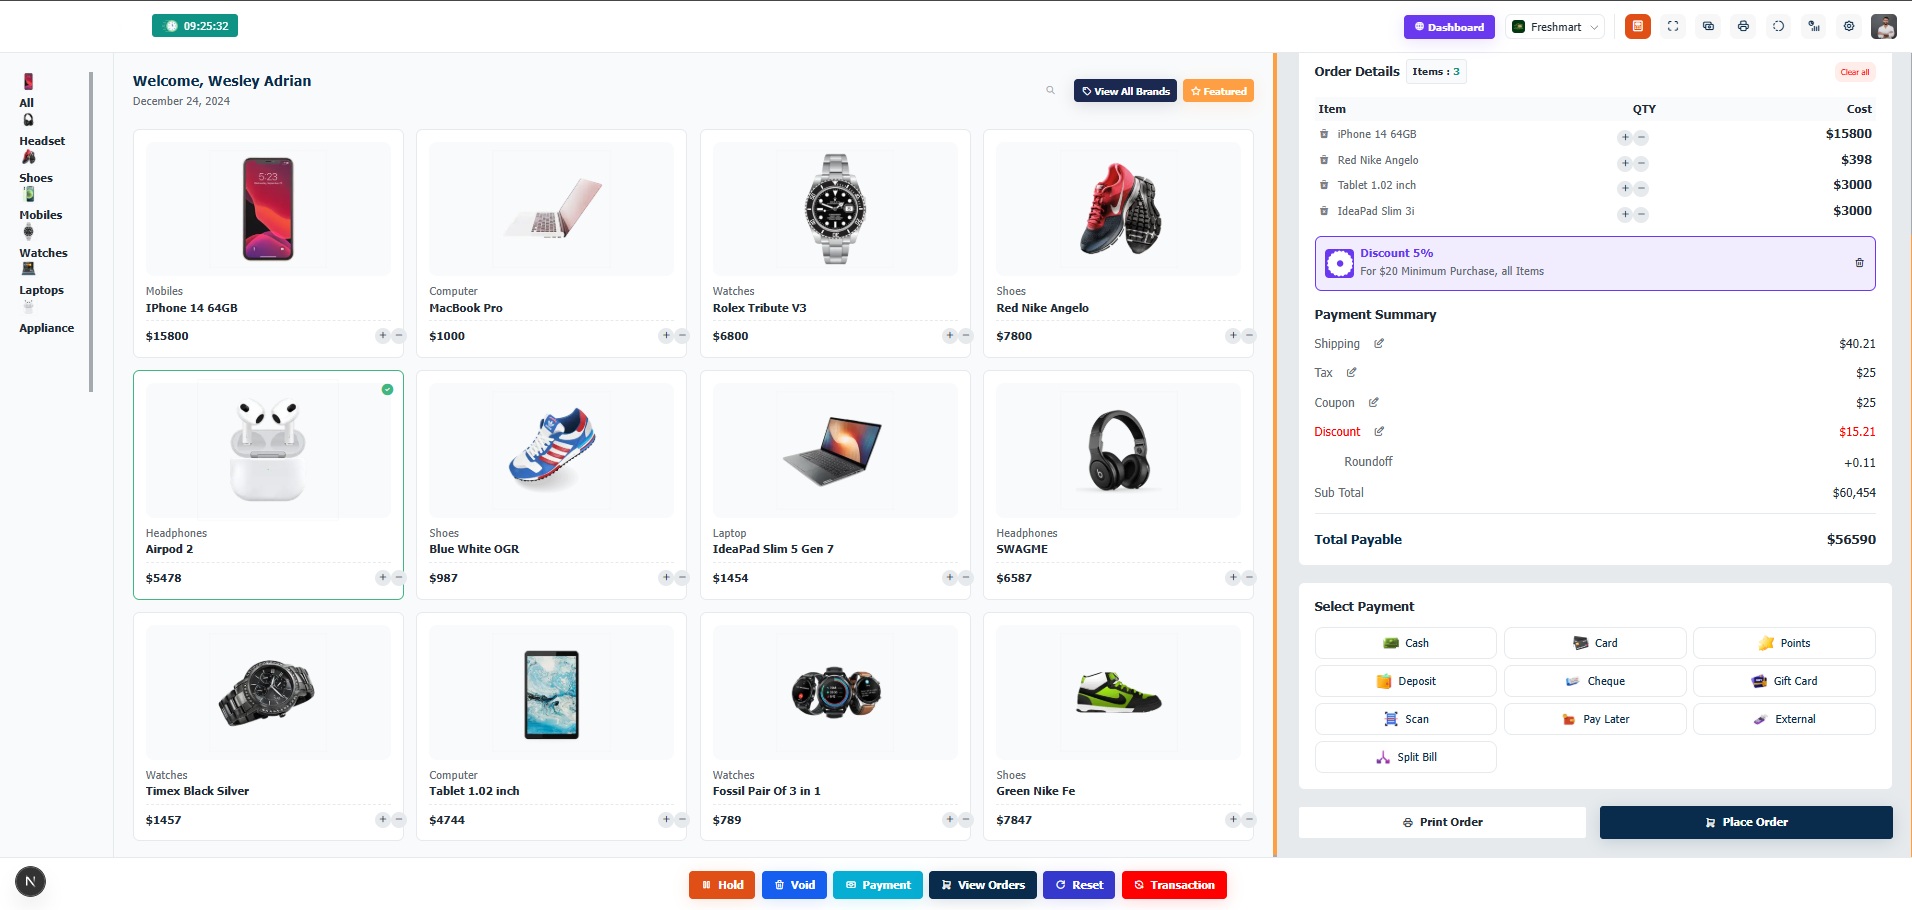 09:25:32
Dashboard
Freshmart
All
Headset
Shoes
Mobiles
Watches
Laptops
Appliance
Welcome, Wesley Adrian
December 24, 2024
View All Brands
Featured
Mobiles
IPhone 14 64GB
$15800
+ −
Computer
MacBook Pro
$1000
+ −
Watches
Rolex Tribute V3
$6800
+ −
Shoes
Red Nike Angelo
$7800
+ −
Headphones
Airpod 2
$5478
+ −
Shoes
Blue White OGR
$987
+ −
Laptop
IdeaPad Slim 5 Gen 7
$1454
+ −
Headphones
SWAGME
$6587
+ −
Watches
Timex Black Silver
$1457
+ −
Computer
Tablet 1.02 inch
$4744
+ −
Watches
Fossil Pair Of 3 in 1
$789
+ −
Shoes
Green Nike Fe
$7847
+ −
Order Details
Items : 3
Clear all
Item QTY Cost
iPhone 14 64GB + − $15800
Red Nike Angelo + − $398
Tablet 1.02 inch + − $3000
IdeaPad Slim 3i + − $3000
Discount 5%
For $20 Minimum Purchase, all Items
Payment Summary
Shipping $40.21
Tax $25
Coupon $25
Discount $15.21
Roundoff +0.11
Sub Total $60,454
Total Payable $56590
Select Payment
Cash
Card
Points
Deposit
Cheque
Gift Card
Scan
Pay Later
External
Split Bill
Print Order
Place Order
N
Hold
Void
Payment
View Orders
Reset
Transaction